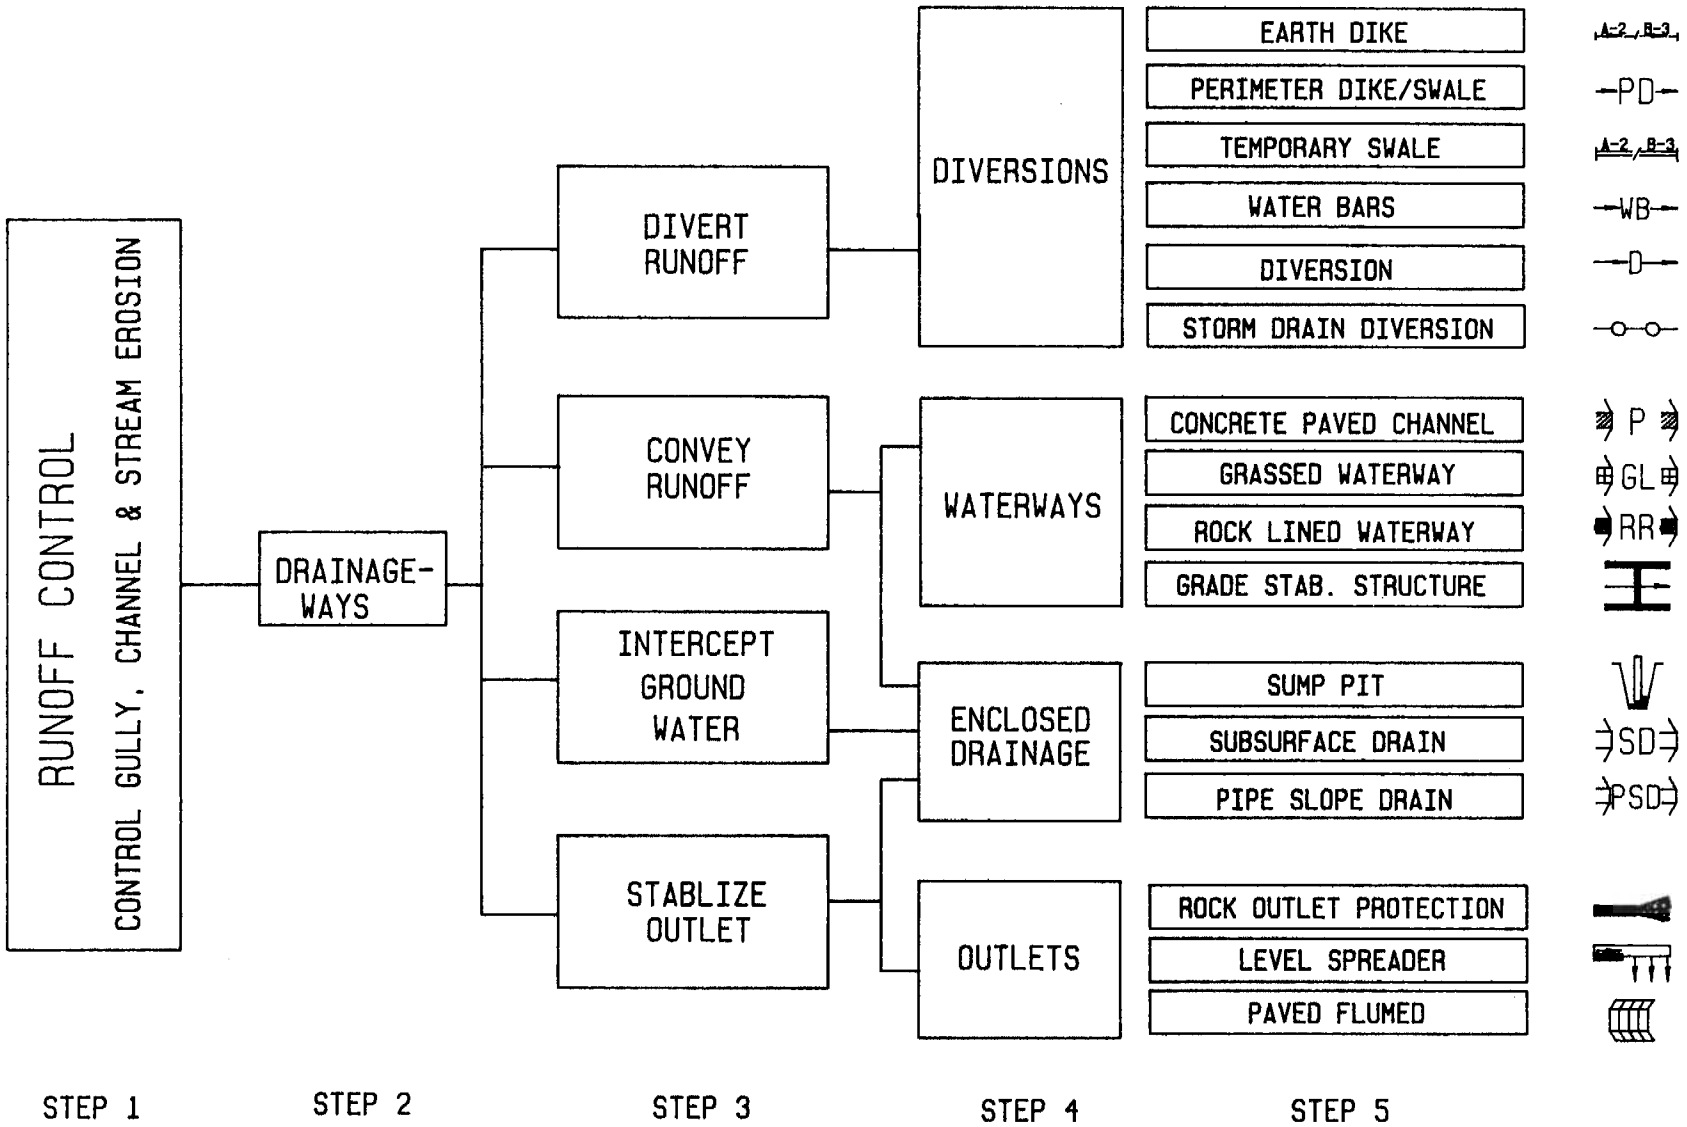 RUNOFF CONTROL
CONTROL GULLY, CHANNEL & STREAM EROSION
DRAINAGE-
WAYS
DIVERT
RUNOFF
CONVEY
RUNOFF
INTERCEPT
GROUND
WATER
STABLIZE
OUTLET
DIVERSIONS
WATERWAYS
ENCLOSED
DRAINAGE
OUTLETS
EARTH DIKE
A-2 / B-3
PERIMETER DIKE/SWALE
PD
TEMPORARY SWALE
A-2 / B-3
WATER BARS
WB
DIVERSION
D
STORM DRAIN DIVERSION
CONCRETE PAVED CHANNEL
P
GRASSED WATERWAY
GL
ROCK LINED WATERWAY
RR
GRADE STAB. STRUCTURE
SUMP PIT
SUBSURFACE DRAIN
SD
PIPE SLOPE DRAIN
PSD
ROCK OUTLET PROTECTION
LEVEL SPREADER
PAVED FLUMED
STEP 1
STEP 2
STEP 3
STEP 4
STEP 5